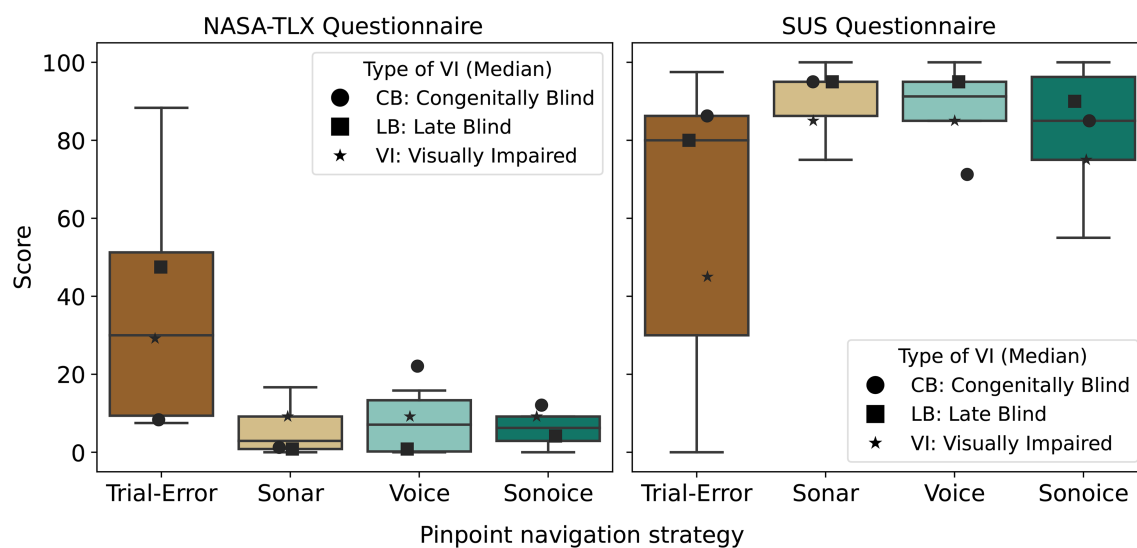 NASA-TLX Questionnaire
SUS Questionnaire
Score
100
80
60
40
20
0
Type of VI (Median)
CB: Congenitally Blind
LB: Late Blind
VI: Visually Impaired
Type of VI (Median)
CB: Congenitally Blind
LB: Late Blind
VI: Visually Impaired
Trial-Error Sonar Voice Sonoice
Trial-Error Sonar Voice Sonoice
Pinpoint navigation strategy